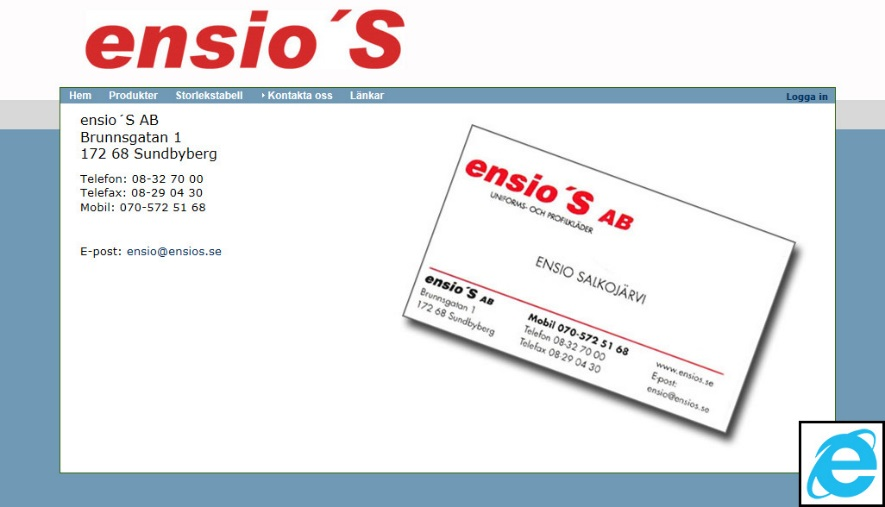 ensio´S
Hem Produkter Storlekstabell Kontakta oss Länkar Logga in
ensio´S AB
Brunnsgatan 1
172 68 Sundbyberg
Telefon: 08-32 70 00
Telefax: 08-29 04 30
Mobil: 070-572 51 68
E-post: ensio@ensios.se
ensio´S AB
UNIFORMS- OCH PROFILKLÄDER
ENSIO SALKOJÄRVI
ensio´S AB
Brunnsgatan 1
172 68 Sundbyberg
Mobil 070-572 51 68
Telefon 08-32 70 00
Telefax 08-29 04 30
www.ensios.se
E-post:
ensio@ensios.se